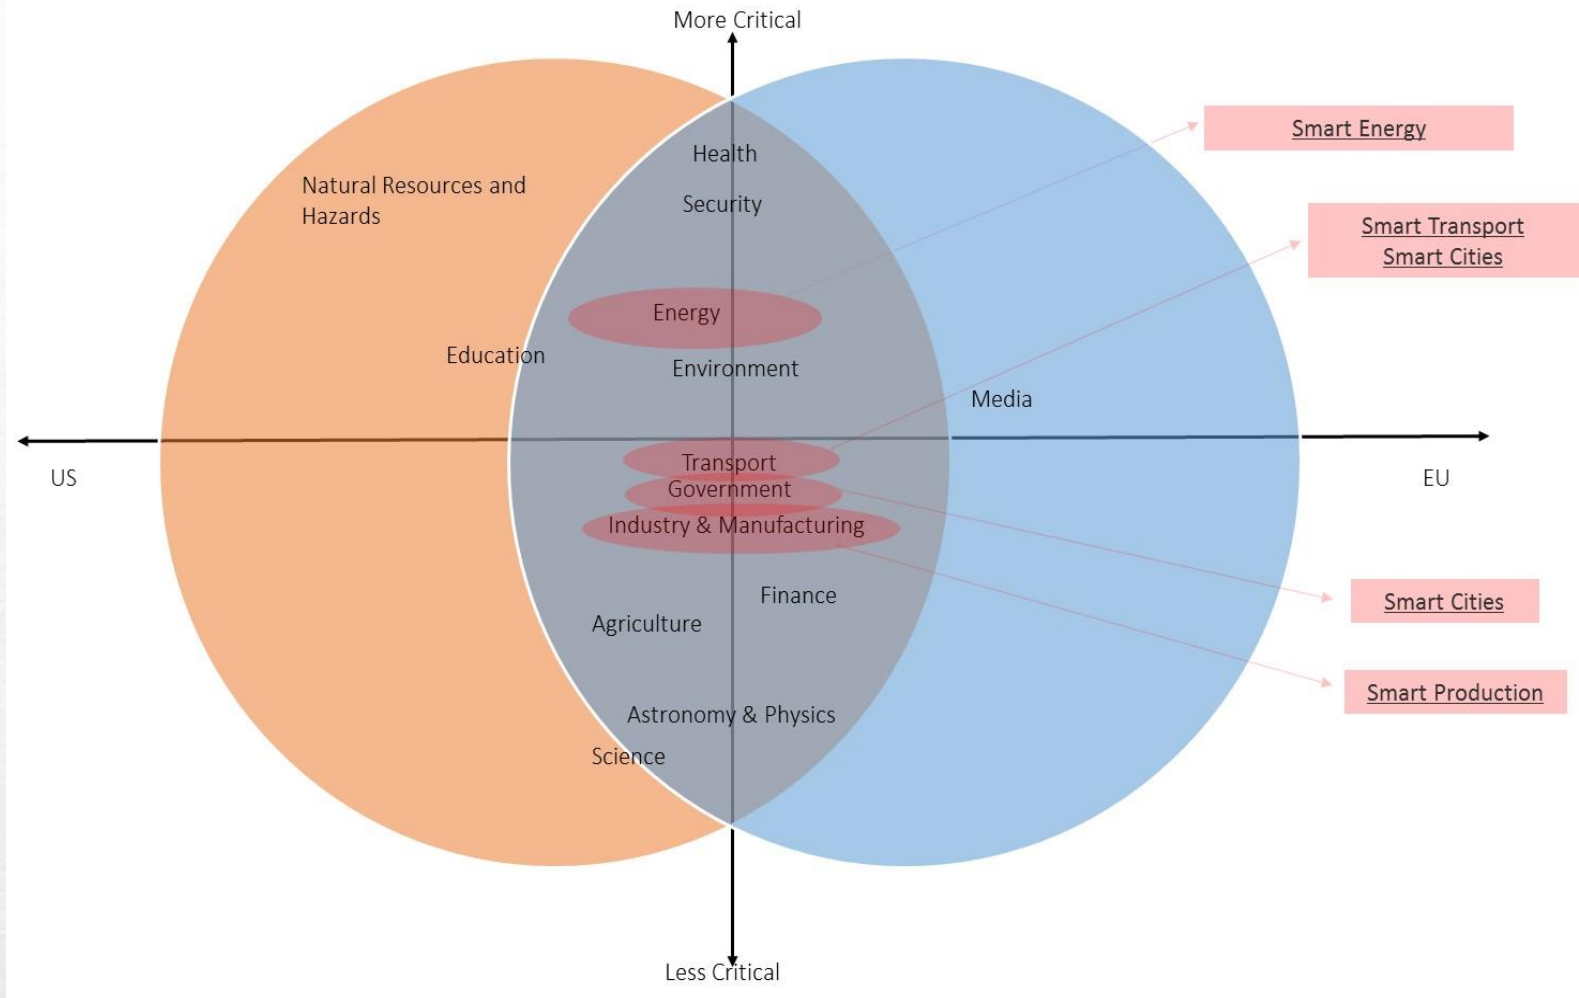 More Critical
Smart Energy
Health
Natural Resources and
Hazards
Security
Smart Transport
Smart Cities
Energy
Education
Environment
Media
US
EU
Transport
Government
Industry & Manufacturing
Finance
Smart Cities
Agriculture
Smart Production
Astronomy & Physics
Science
Less Critical